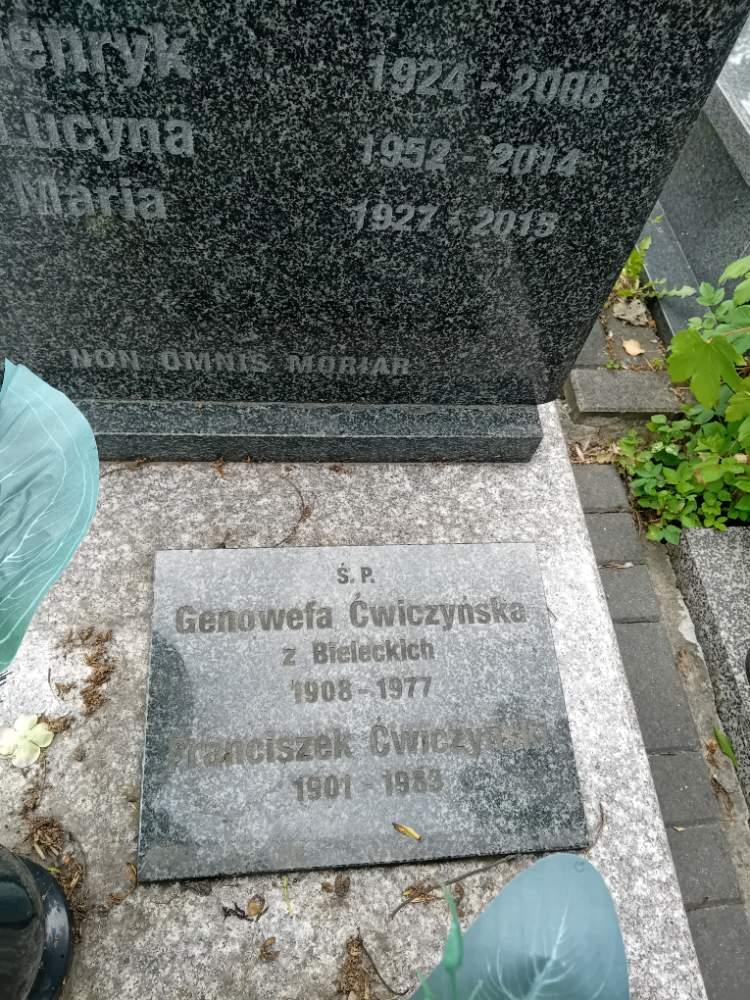 Henryk 1924 - 2008
Lucyna 1952 - 2014
Maria 1927 - 2015
NON OMNIS MORIAR
Ś. P.
Genowefa Ćwiczyńska
z Bieleckich
1908 - 1977
Franciszek Ćwiczyński
1901 - 1983